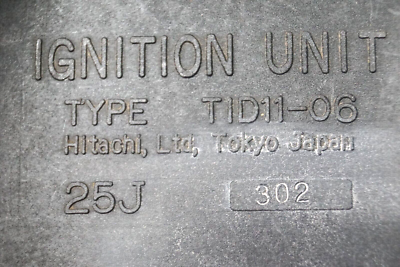 IGNITION UNIT
TYPE TID11-06
Hitachi, Ltd, Tokyo Japan
25J 302